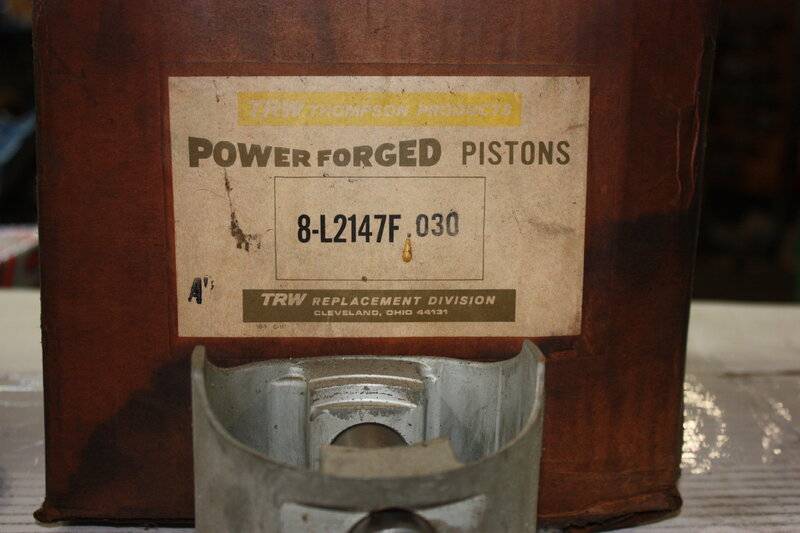 TRW THOMPSON PRODUCTS
POWER FORGED PISTONS
8-L2147F .030
A
TRW REPLACEMENT DIVISION
CLEVELAND, OHIO 44131